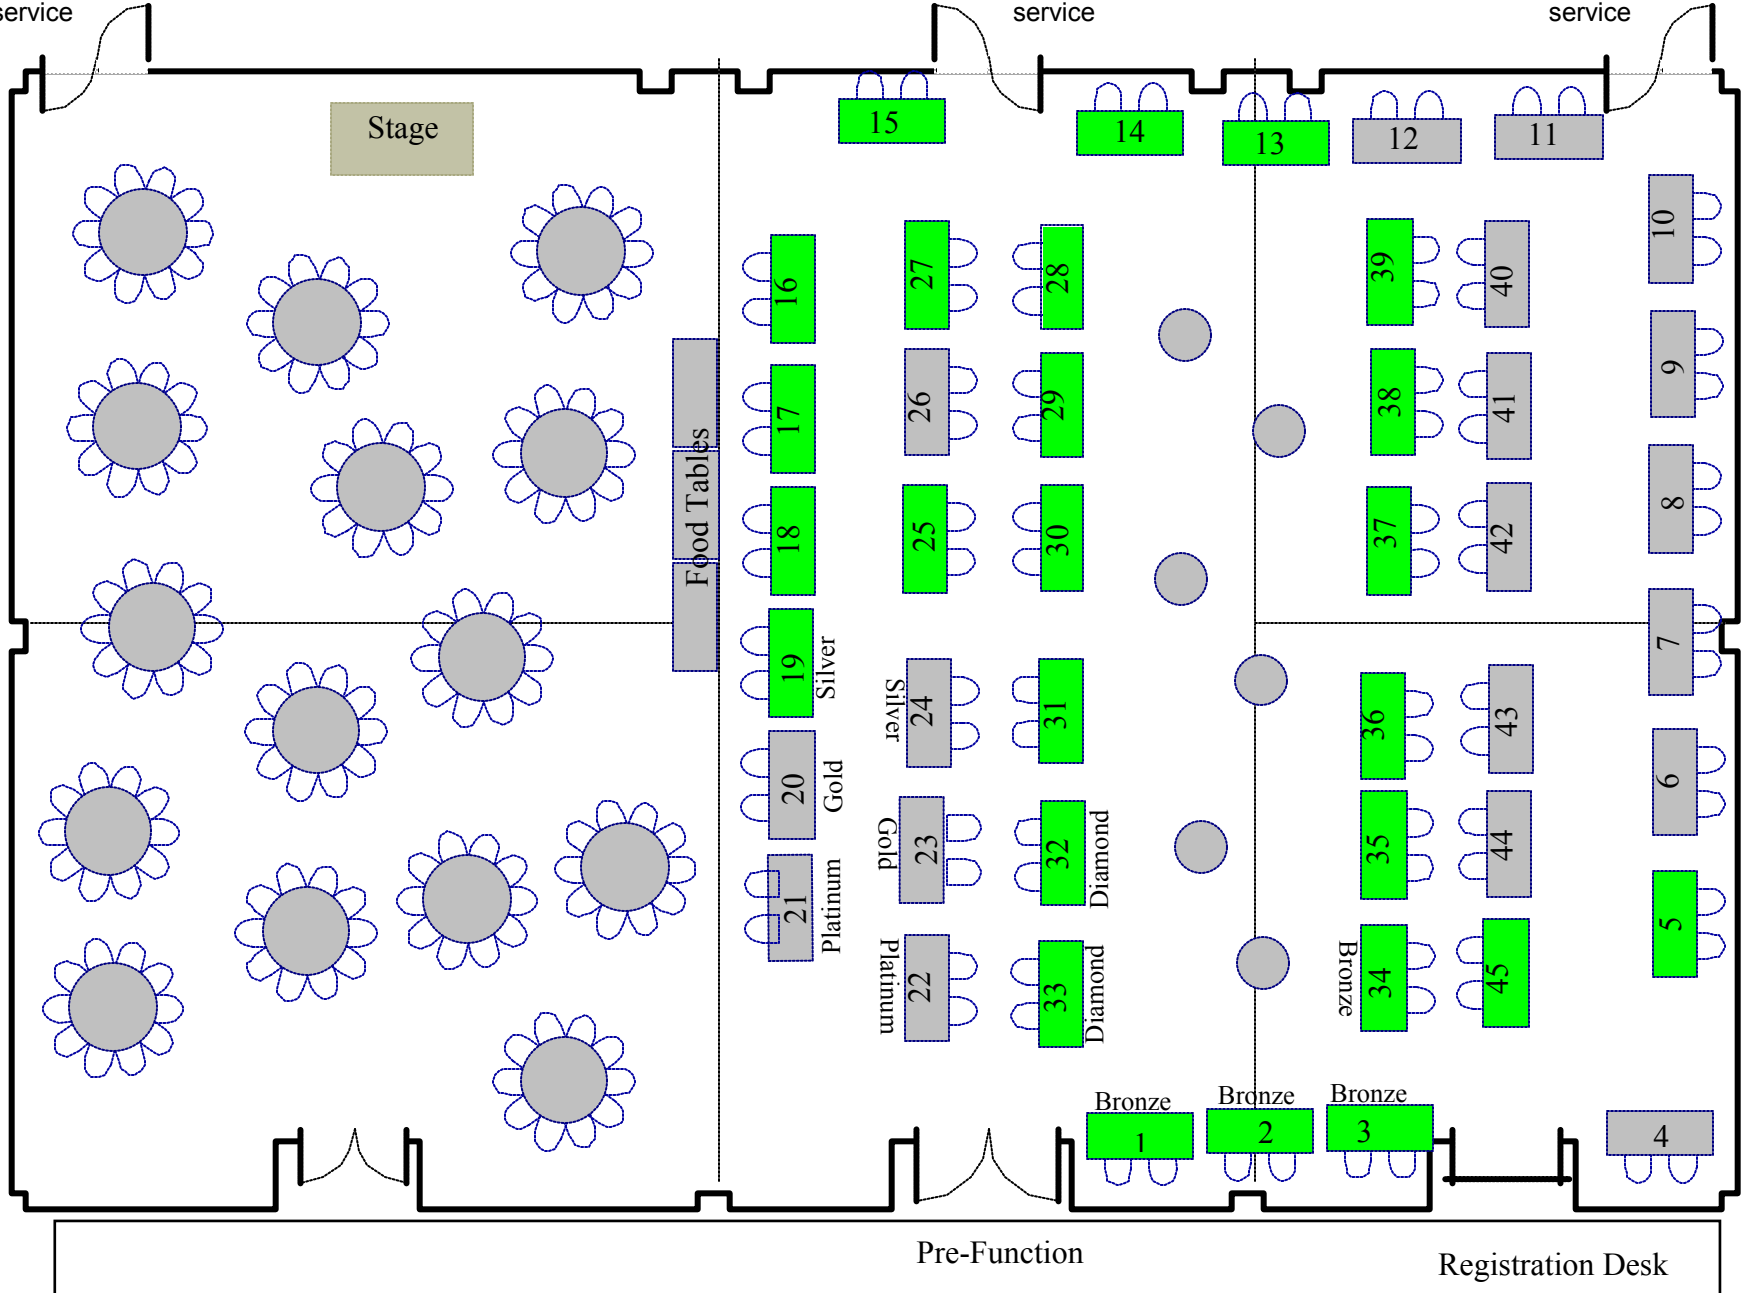 service
service
service
Stage
15
14
13
12
11
10
9
8
7
6
5
4
16
17
18
19
Silver
20
Gold
21
Platinum
Food Tables
27
26
25
24
Silver
23
Gold
22
Platinum
28
29
30
31
32
Diamond
33
Diamond
39
38
37
36
35
34
Bronze
40
41
42
43
44
45
Bronze
1
Bronze
2
Bronze
3
Pre-Function
Registration Desk